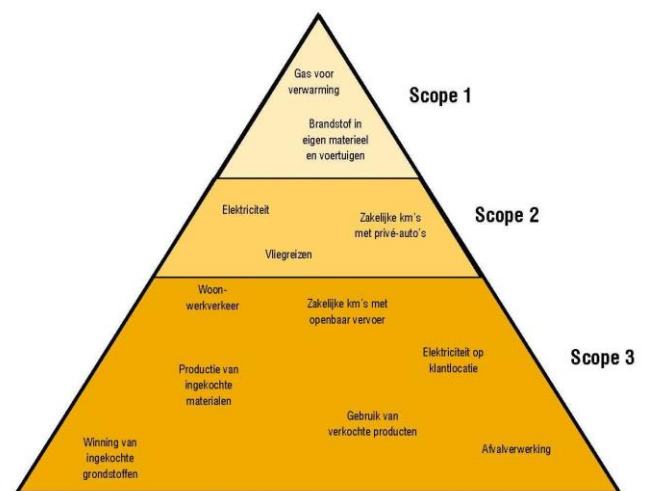 Gas voor
verwarming
Scope 1
Brandstof in
eigen materieel
en voertuigen
Elektriciteit
Zakelijke km's
met privé-auto's
Scope 2
Vliegreizen
Woon-
werkverkeer
Zakelijke km's met
openbaar vervoer
Elektriciteit op
klantlocatie
Scope 3
Productie van
ingekochte
materialen
Gebruik van
verkochte producten
Winning van
ingekochte
grondstoffen
Afvalverwerking